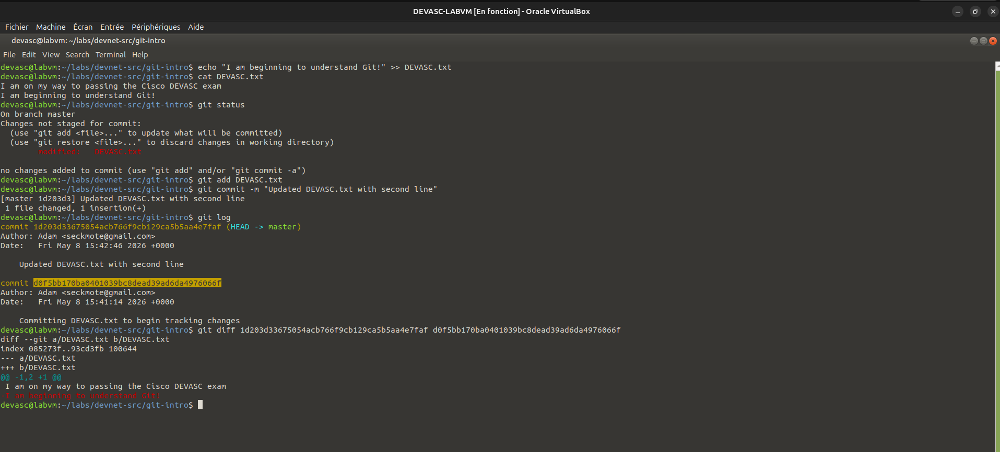 DEVASC-LABVM [En fonction] - Oracle VirtualBox
Fichier Machine Écran Entrée Périphériques Aide
devasc@labvm: ~/labs/devnet-src/git-intro
File Edit View Search Terminal Help
devasc@labvm:~/labs/devnet-src/git-intro$ echo "I am beginning to understand Git!" >> DEVASC.txt
devasc@labvm:~/labs/devnet-src/git-intro$ cat DEVASC.txt
I am on my way to passing the Cisco DEVASC exam
I am beginning to understand Git!
devasc@labvm:~/labs/devnet-src/git-intro$ git status
On branch master
Changes not staged for commit:
  (use "git add <file>..." to update what will be committed)
  (use "git restore <file>..." to discard changes in working directory)
        modified:   DEVASC.txt
no changes added to commit (use "git add" and/or "git commit -a")
devasc@labvm:~/labs/devnet-src/git-intro$ git add DEVASC.txt
devasc@labvm:~/labs/devnet-src/git-intro$ git commit -m "Updated DEVASC.txt with second line"
[master 1d203d3] Updated DEVASC.txt with second line
 1 file changed, 1 insertion(+)
devasc@labvm:~/labs/devnet-src/git-intro$ git log
commit 1d203d33675054acb766f9cb129ca5b5aa4e7faf (HEAD -> master)
Author: Adam <seckmote@gmail.com>
Date:   Fri May 8 15:42:46 2026 +0000
    Updated DEVASC.txt with second line
commit d0f5bb170ba0401039bc8dead39ad6da4976066f
Author: Adam <seckmote@gmail.com>
Date:   Fri May 8 15:41:14 2026 +0000
    Committing DEVASC.txt to begin tracking changes
devasc@labvm:~/labs/devnet-src/git-intro$ git diff 1d203d33675054acb766f9cb129ca5b5aa4e7faf d0f5bb170ba0401039bc8dead39ad6da4976066f
diff --git a/DEVASC.txt b/DEVASC.txt
index 085273f..93cd3fb 100644
--- a/DEVASC.txt
+++ b/DEVASC.txt
@@ -1,2 +1 @@
 I am on my way to passing the Cisco DEVASC exam
-I am beginning to understand Git!
devasc@labvm:~/labs/devnet-src/git-intro$